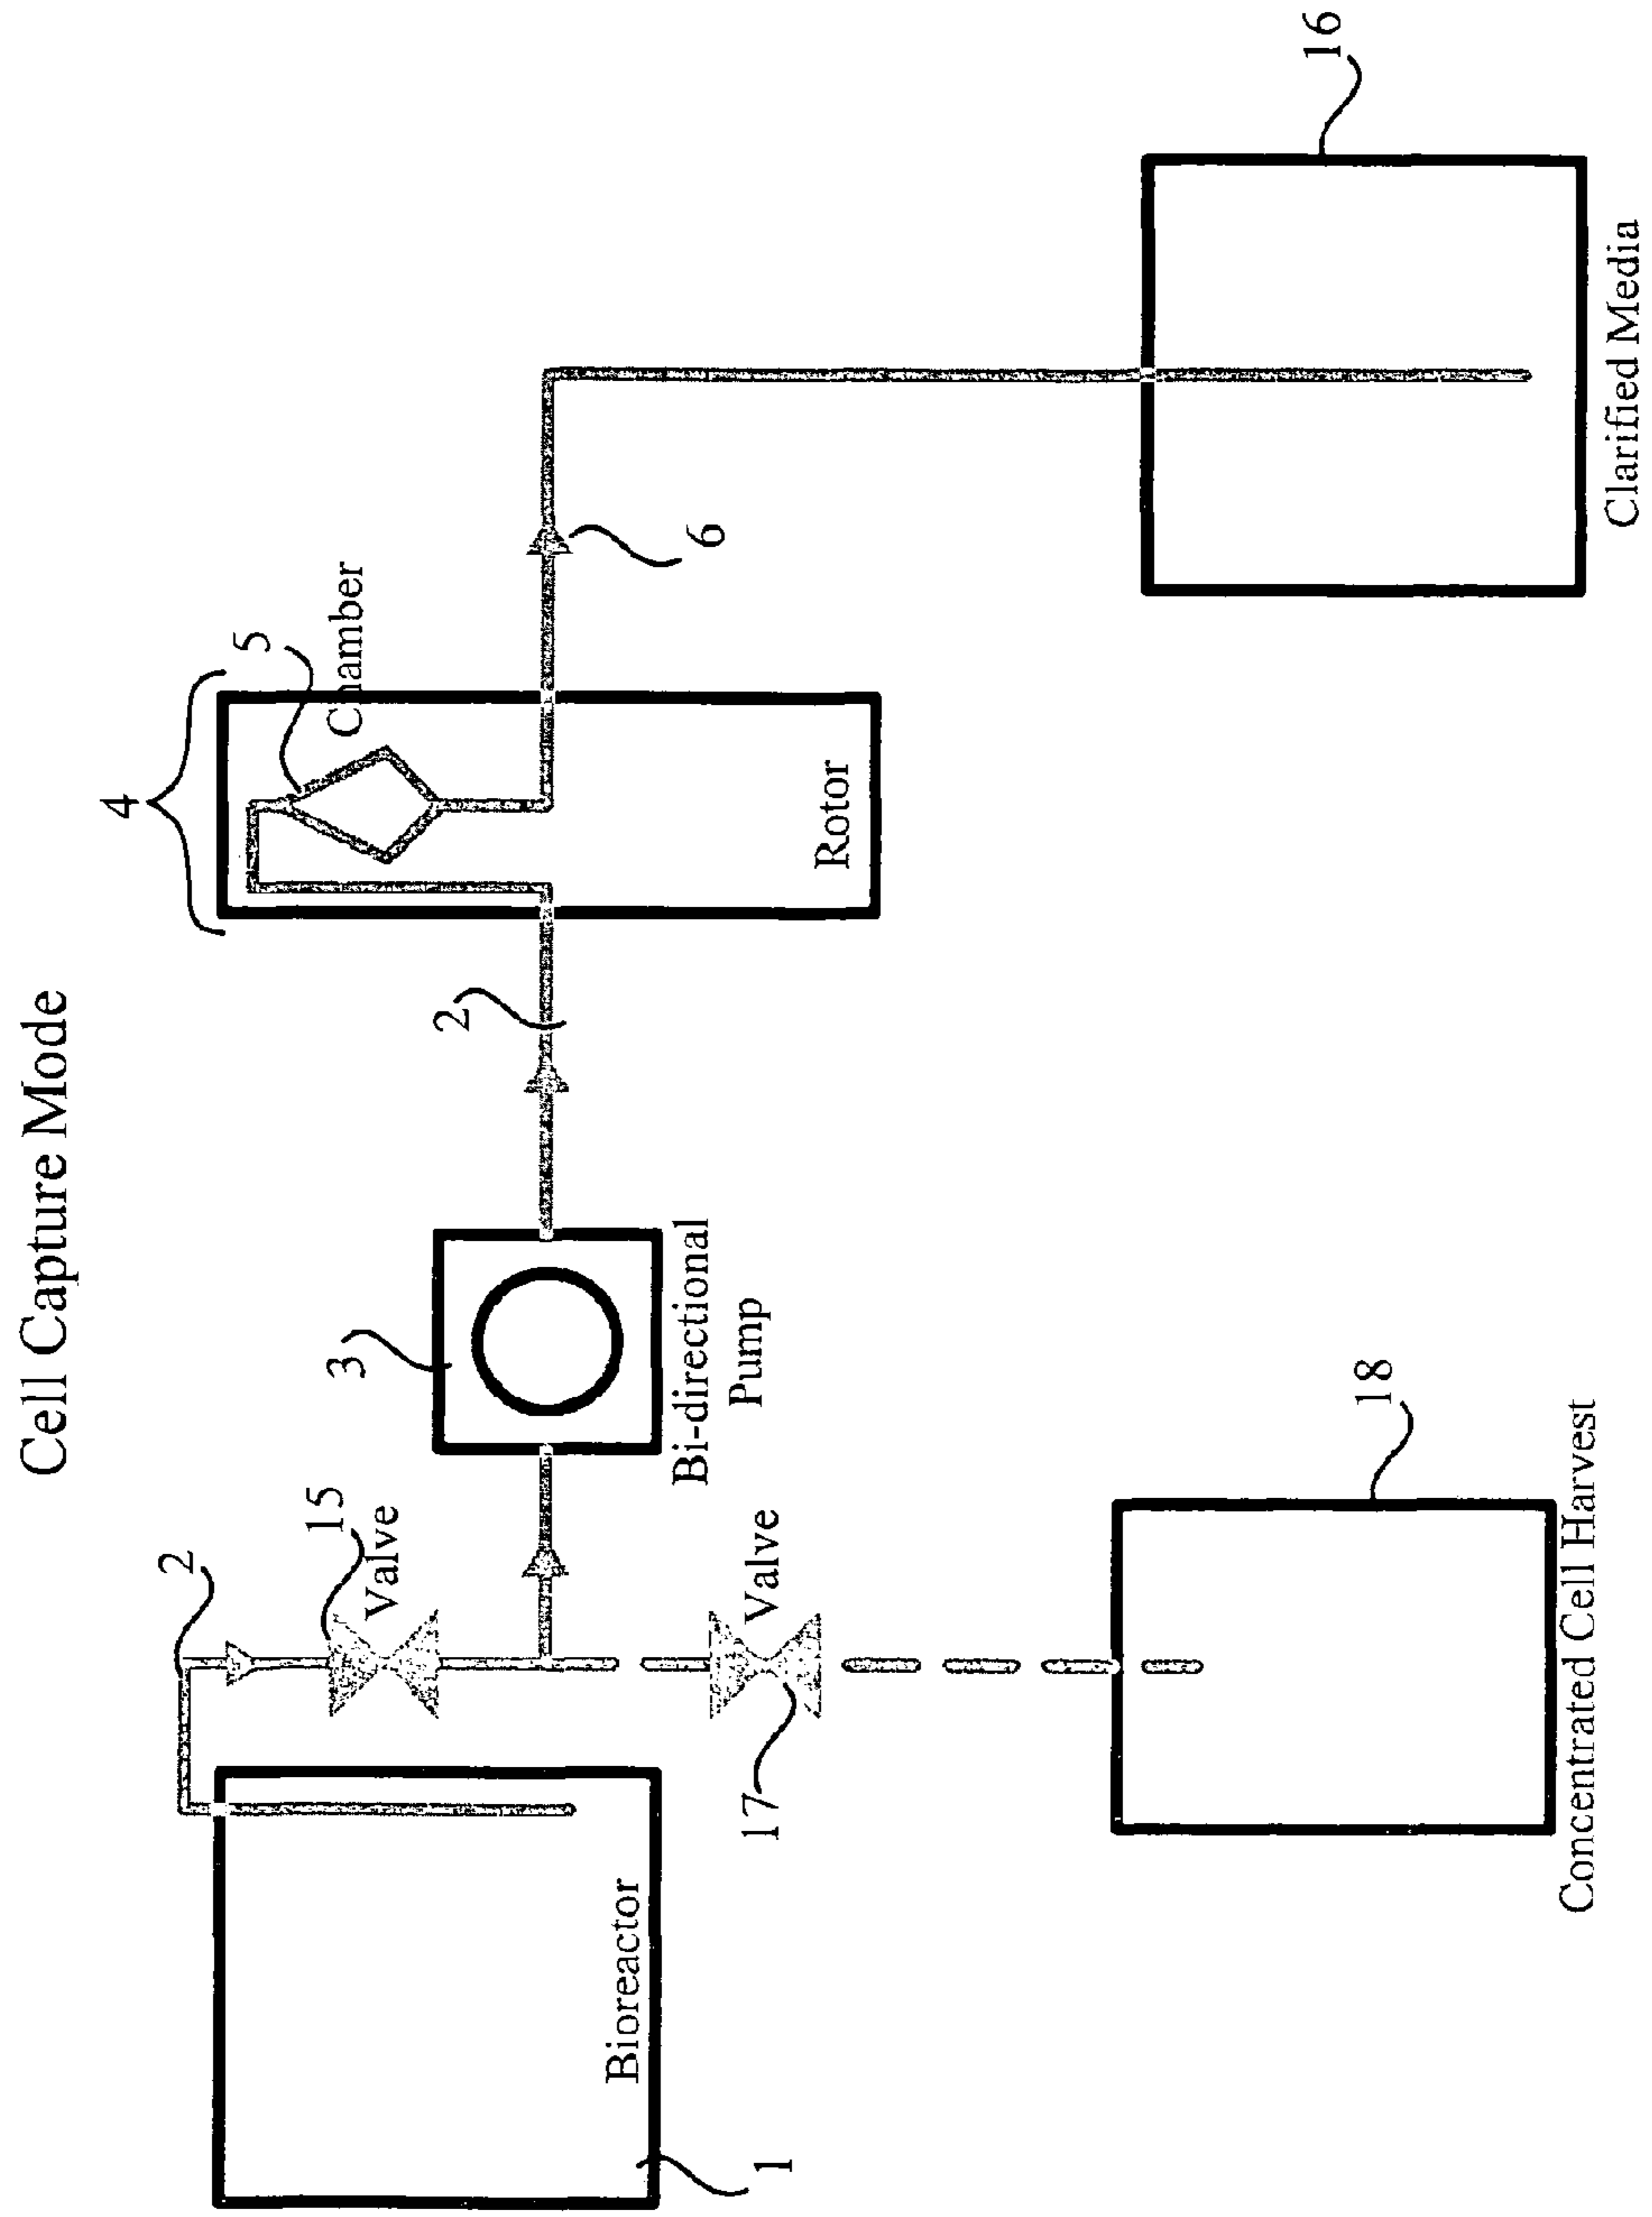 Cell Capture Mode
4
5
Chamber
2
15
Valve
3
2
6
Rotor
Bi-directional
Pump
Bioreactor
1
17
Valve
16
18
Clarified Media
Concentrated Cell Harvest